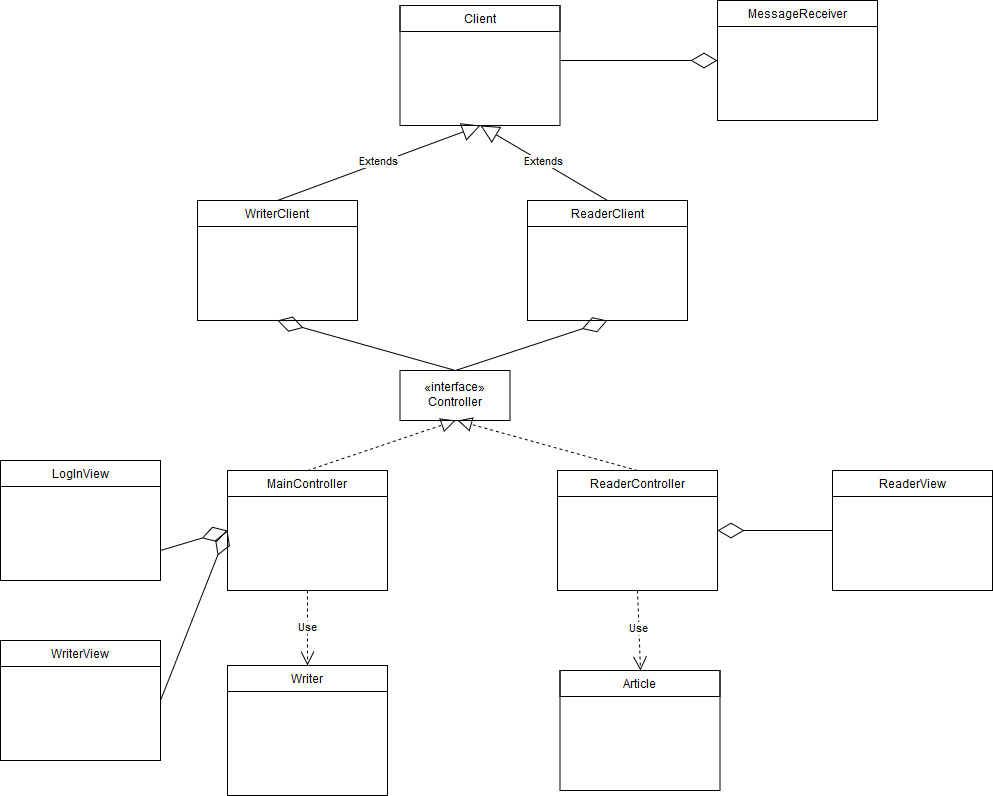 Client
MessageReceiver
Extends
Extends
WriterClient
ReaderClient
«interface»
Controller
LogInView
MainController
ReaderController
ReaderView
Use
Use
WriterView
Writer
Article